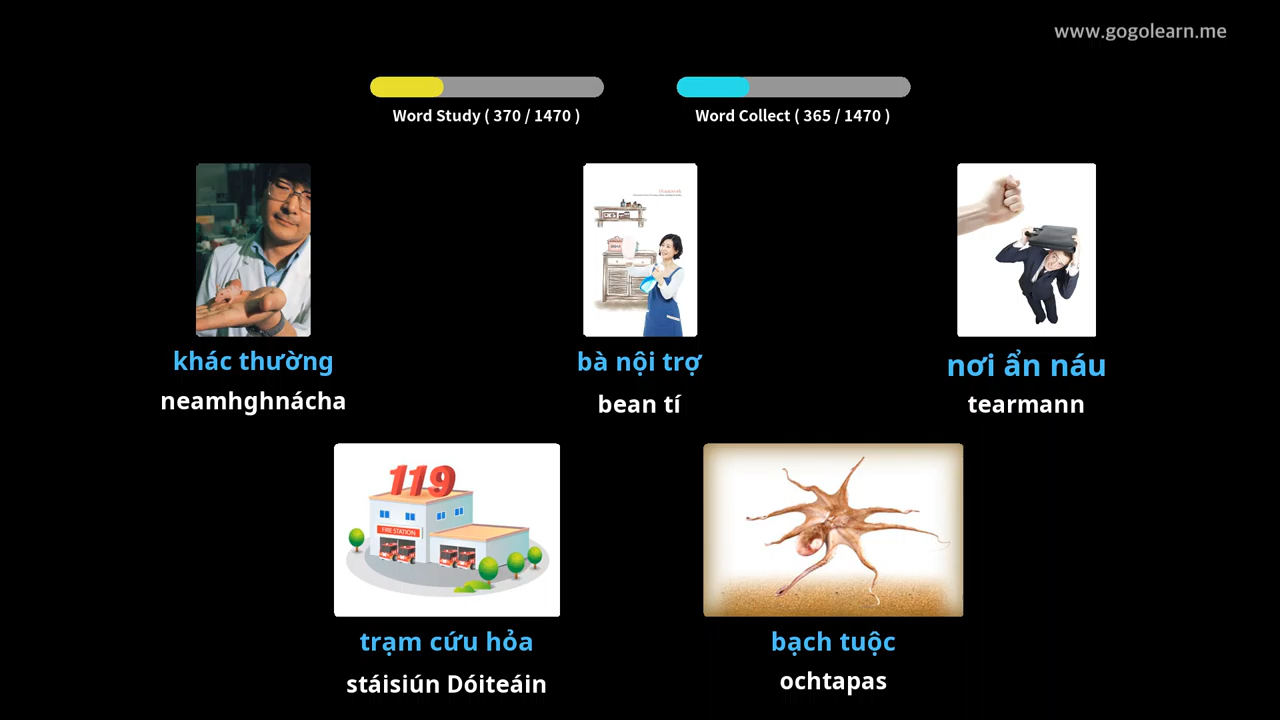 www.gogolearn.me
Word Study ( 370 / 1470 )
Word Collect ( 365 / 1470 )
khác thường
neamhghnácha
bà nội trợ
bean tí
nơi ẩn náu
tearmann
119
FIRE STATION
trạm cứu hỏa
stáisiún Dóiteáin
bạch tuộc
ochtapas